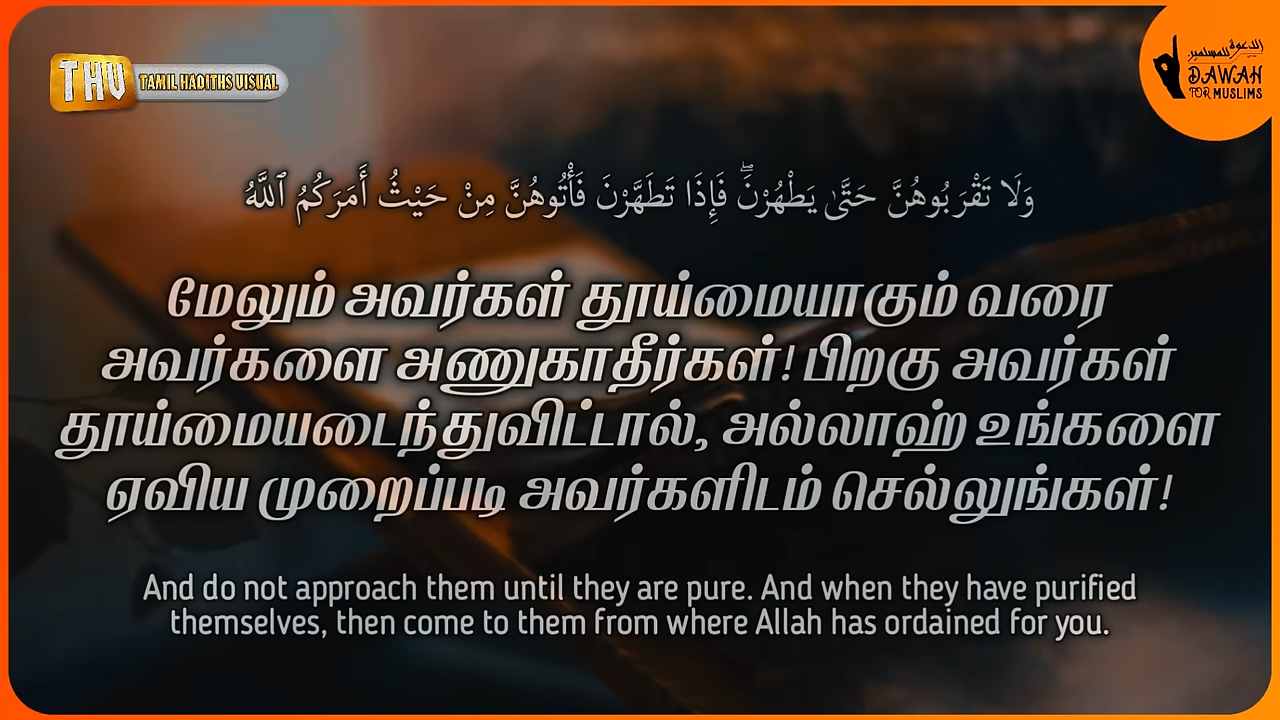 THV TAMIL HADITHS VISUAL
الدعوة للمسلمين
DAWAH
FOR MUSLIMS
وَلَا تَقْرَبُوهُنَّ حَتَّىٰ يَطْهُرْنَۖ فَإِذَا تَطَهَّرْنَ فَأْتُوهُنَّ مِنْ حَيْثُ أَمَرَكُمُ ٱللَّهُ
மேலும் அவர்கள் தூய்மையாகும் வரை
அவர்களை அணுகாதீர்கள்! பிறகு அவர்கள்
தூய்மையடைந்துவிட்டால், அல்லாஹ் உங்களை
ஏவிய முறைப்படி அவர்களிடம் செல்லுங்கள்!
And do not approach them until they are pure. And when they have purified
themselves, then come to them from where Allah has ordained for you.